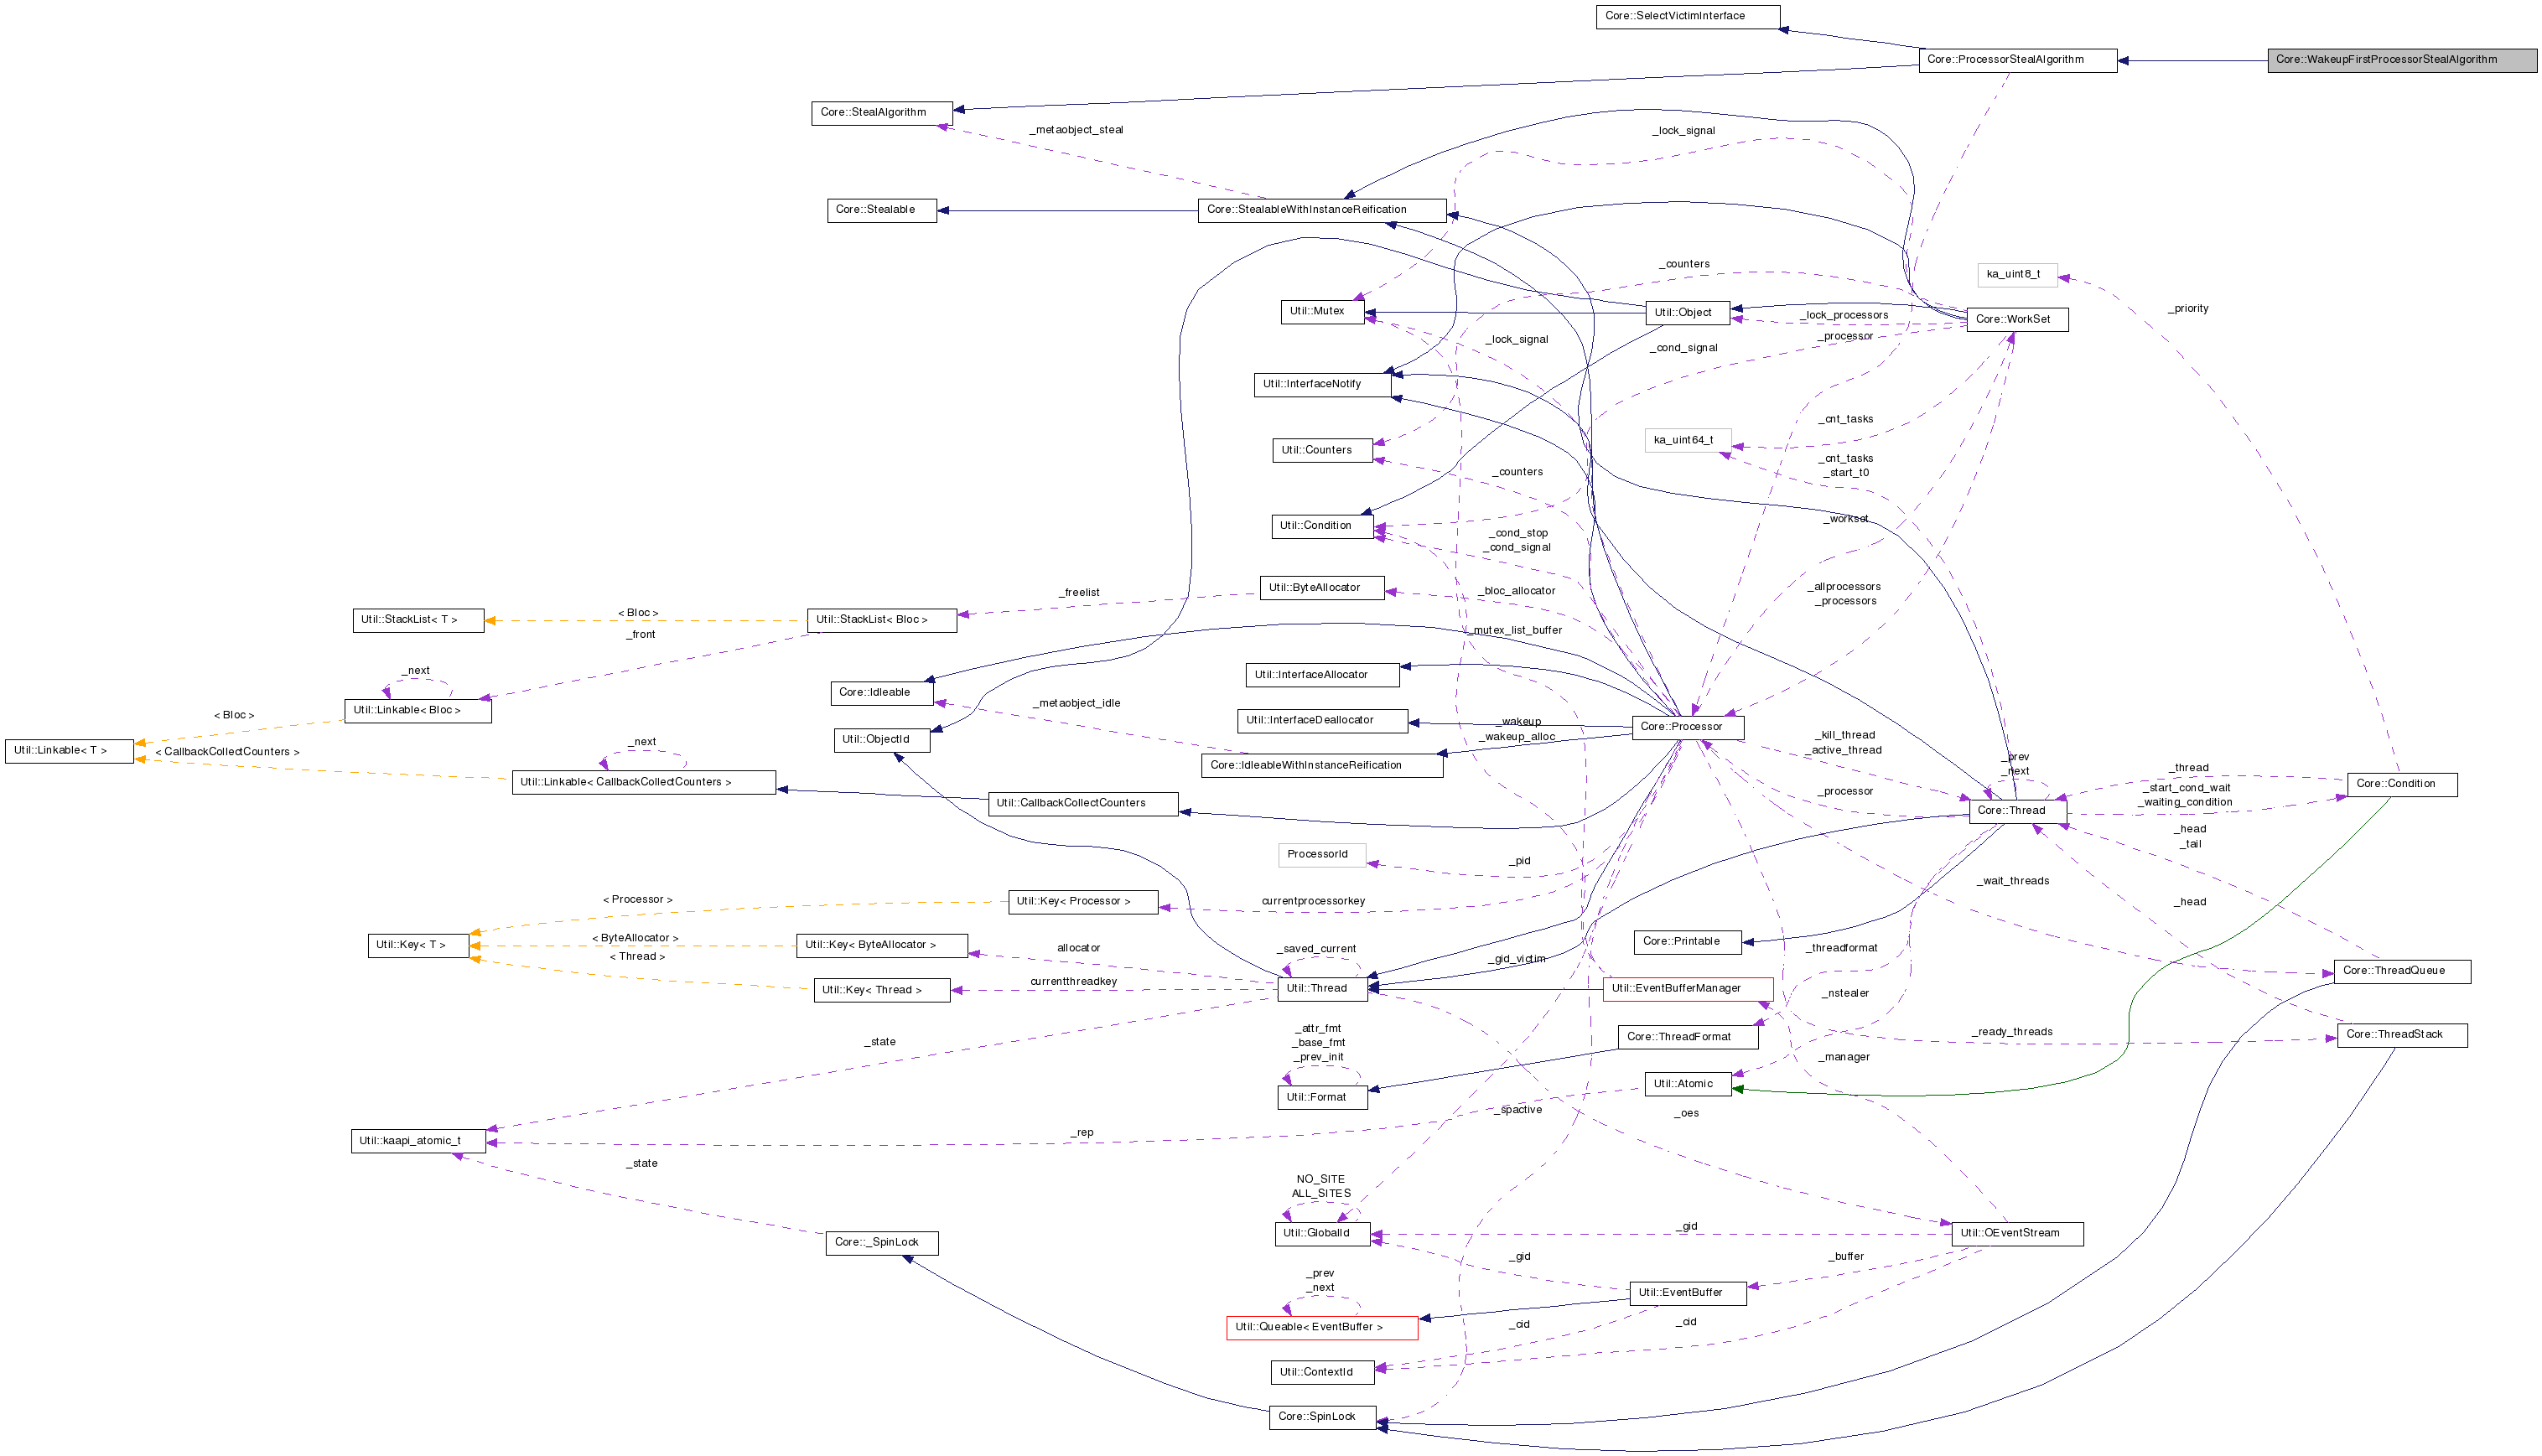 Core::SelectVictimInterface
Core::ProcessorStealAlgorithm
Core::WakeupFirstProcessorStealAlgorithm
Core::StealAlgorithm
_metaobject_steal
_lock_signal
Core::Stealable
Core::StealableWithInstanceReification
_counters
ka_uint8_t
Util::Mutex
Util::Object
_lock_processors
Core::WorkSet
_priority
_lock_signal
_cond_signal
_processor
Util::InterfaceNotify
_cnt_tasks
ka_uint64_t
Util::Counters
_cnt_tasks
_start_t0
_counters
Util::Condition
_workset
_cond_stop
_cond_signal
Util::ByteAllocator
_freelist
_bloc_allocator
_allprocessors
_processors
Util::StackList< T >
< Bloc >
Util::StackList< Bloc >
_front
_mutex_list_buffer
_next
Util::InterfaceAllocator
Core::Idleable
_metaobject_idle
Util::Linkable< Bloc >
< Bloc >
Util::InterfaceDeallocator
_wakeup
_wakeup_alloc
Core::Processor
_kill_thread
_active_thread
Util::ObjectId
Util::Linkable< T >
< CallbackCollectCounters >
_next
Core::IdleableWithInstanceReification
_prev
_next
_thread
_start_cond_wait
_waiting_condition
Core::Condition
Util::Linkable< CallbackCollectCounters >
Util::CallbackCollectCounters
_processor
Core::Thread
_head
_tail
ProcessorId
_pid
_wait_threads
< Processor >
Util::Key< Processor >
currentprocessorkey
_head
Util::Key< T >
< ByteAllocator >
< Thread >
Util::Key< ByteAllocator >
allocator
_saved_current
Core::Printable
_threadformat
_gid_victim
Core::ThreadQueue
Util::Key< Thread >
currentthreadkey
Util::Thread
Util::EventBufferManager
_nstealer
_state
_attr_fmt
_base_fmt
_prev_init
Core::ThreadFormat
_ready_threads
Core::ThreadStack
_manager
Util::Format
Util::Atomic
_spactive
_oes
Util::kaapi_atomic_t
_rep
_state
NO_SITE
ALL_SITES
Util::GlobalId
_gid
Util::OEventStream
Core::_SpinLock
_gid
_buffer
_prev
_next
Util::EventBuffer
Util::Queable< EventBuffer >
_cid
_cid
Util::ContextId
Core::SpinLock